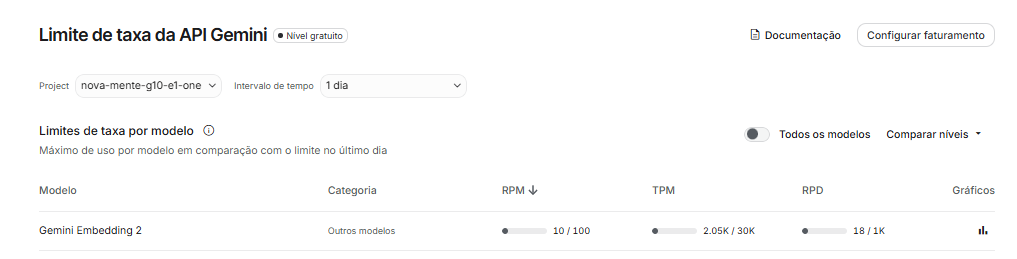 Limite de taxa da API Gemini Nível gratuito Documentação Configurar faturamento
Project nova-mente-g10-e1-one Intervalo de tempo 1 dia
Limites de taxa por modelo Todos os modelos Comparar níveis
Máximo de uso por modelo em comparação com o limite no último dia
Modelo Categoria RPM TPM RPD Gráficos
Gemini Embedding 2 Outros modelos 10 / 100 2.05K / 30K 18 / 1K